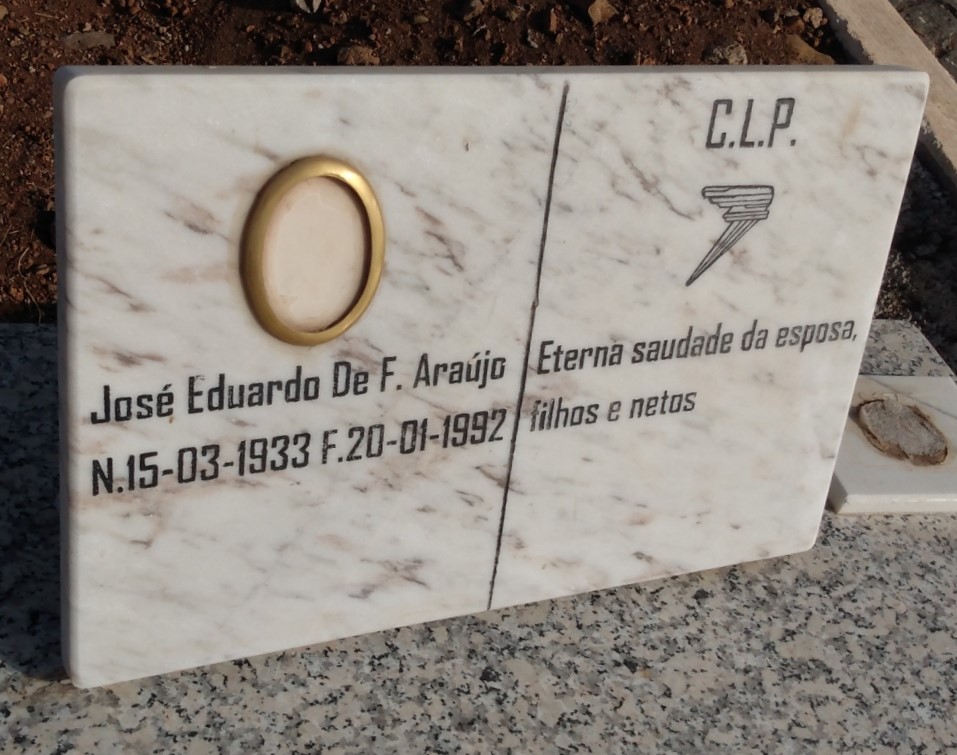 José Eduardo De F. Araújo
N.15-03-1933 F.20-01-1992
C.L.P.
Eterna saudade da esposa,
filhos e netos